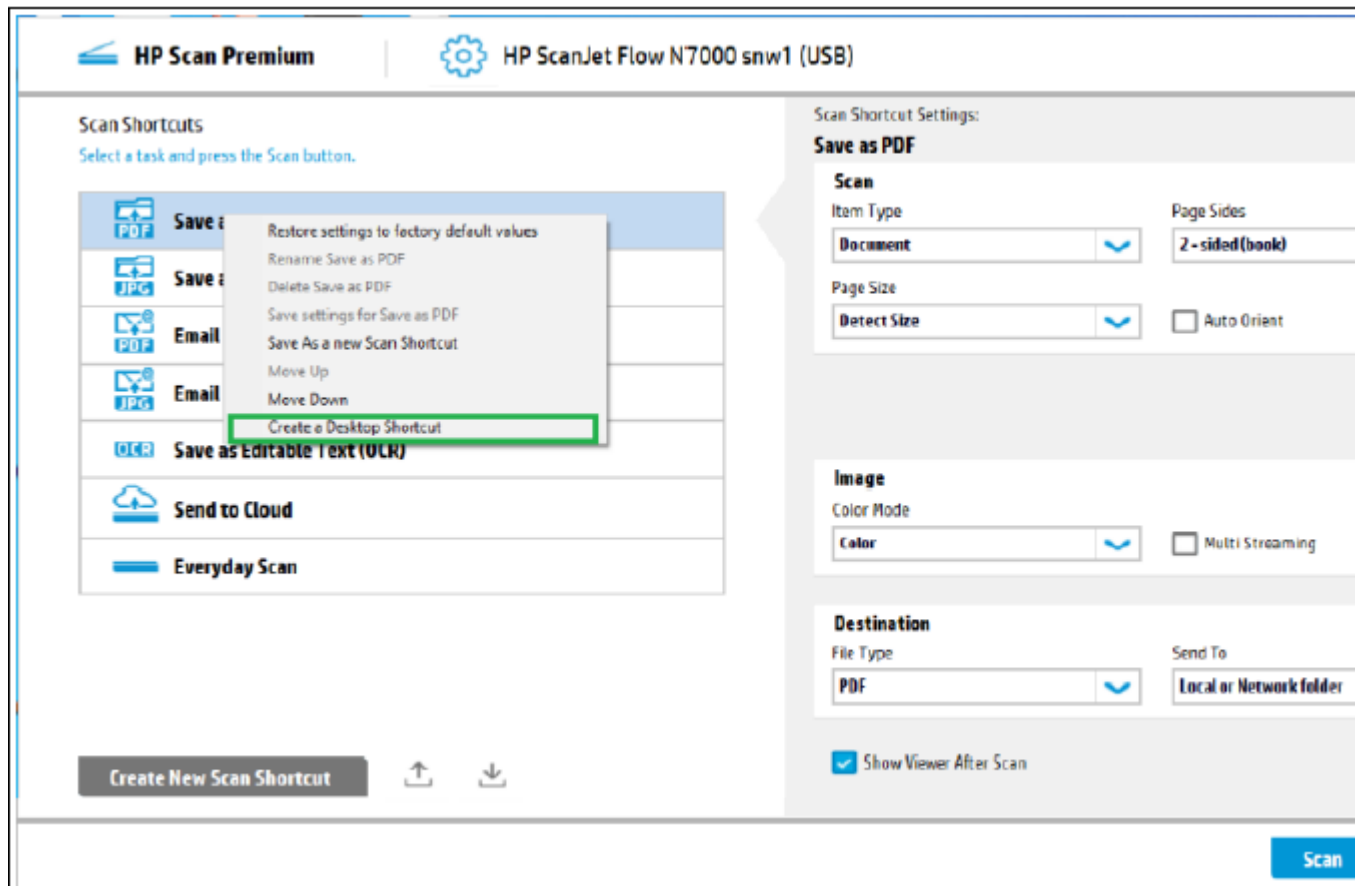 HP Scan Premium
HP ScanJet Flow N7000 snw1 (USB)
Scan Shortcuts
Select a task and press the Scan button.
PDF
Save a
JPG
Save a
PDF
Email
JPG
Email
OCR
Save as Editable Text (OCR)
Send to Cloud
Everyday Scan
Restore settings to factory default values
Rename Save as PDF
Delete Save as PDF
Save settings for Save as PDF
Save As a new Scan Shortcut
Move Up
Move Down
Create a Desktop Shortcut
Create New Scan Shortcut
Scan Shortcut Settings:
Save as PDF
Scan
Item Type
Page Sides
Document
2-sided(book)
Page Size
Detect Size
Auto Orient
Image
Color Mode
Color
Multi Streaming
Destination
File Type
Send To
PDF
Local or Network folder
Show Viewer After Scan
Scan